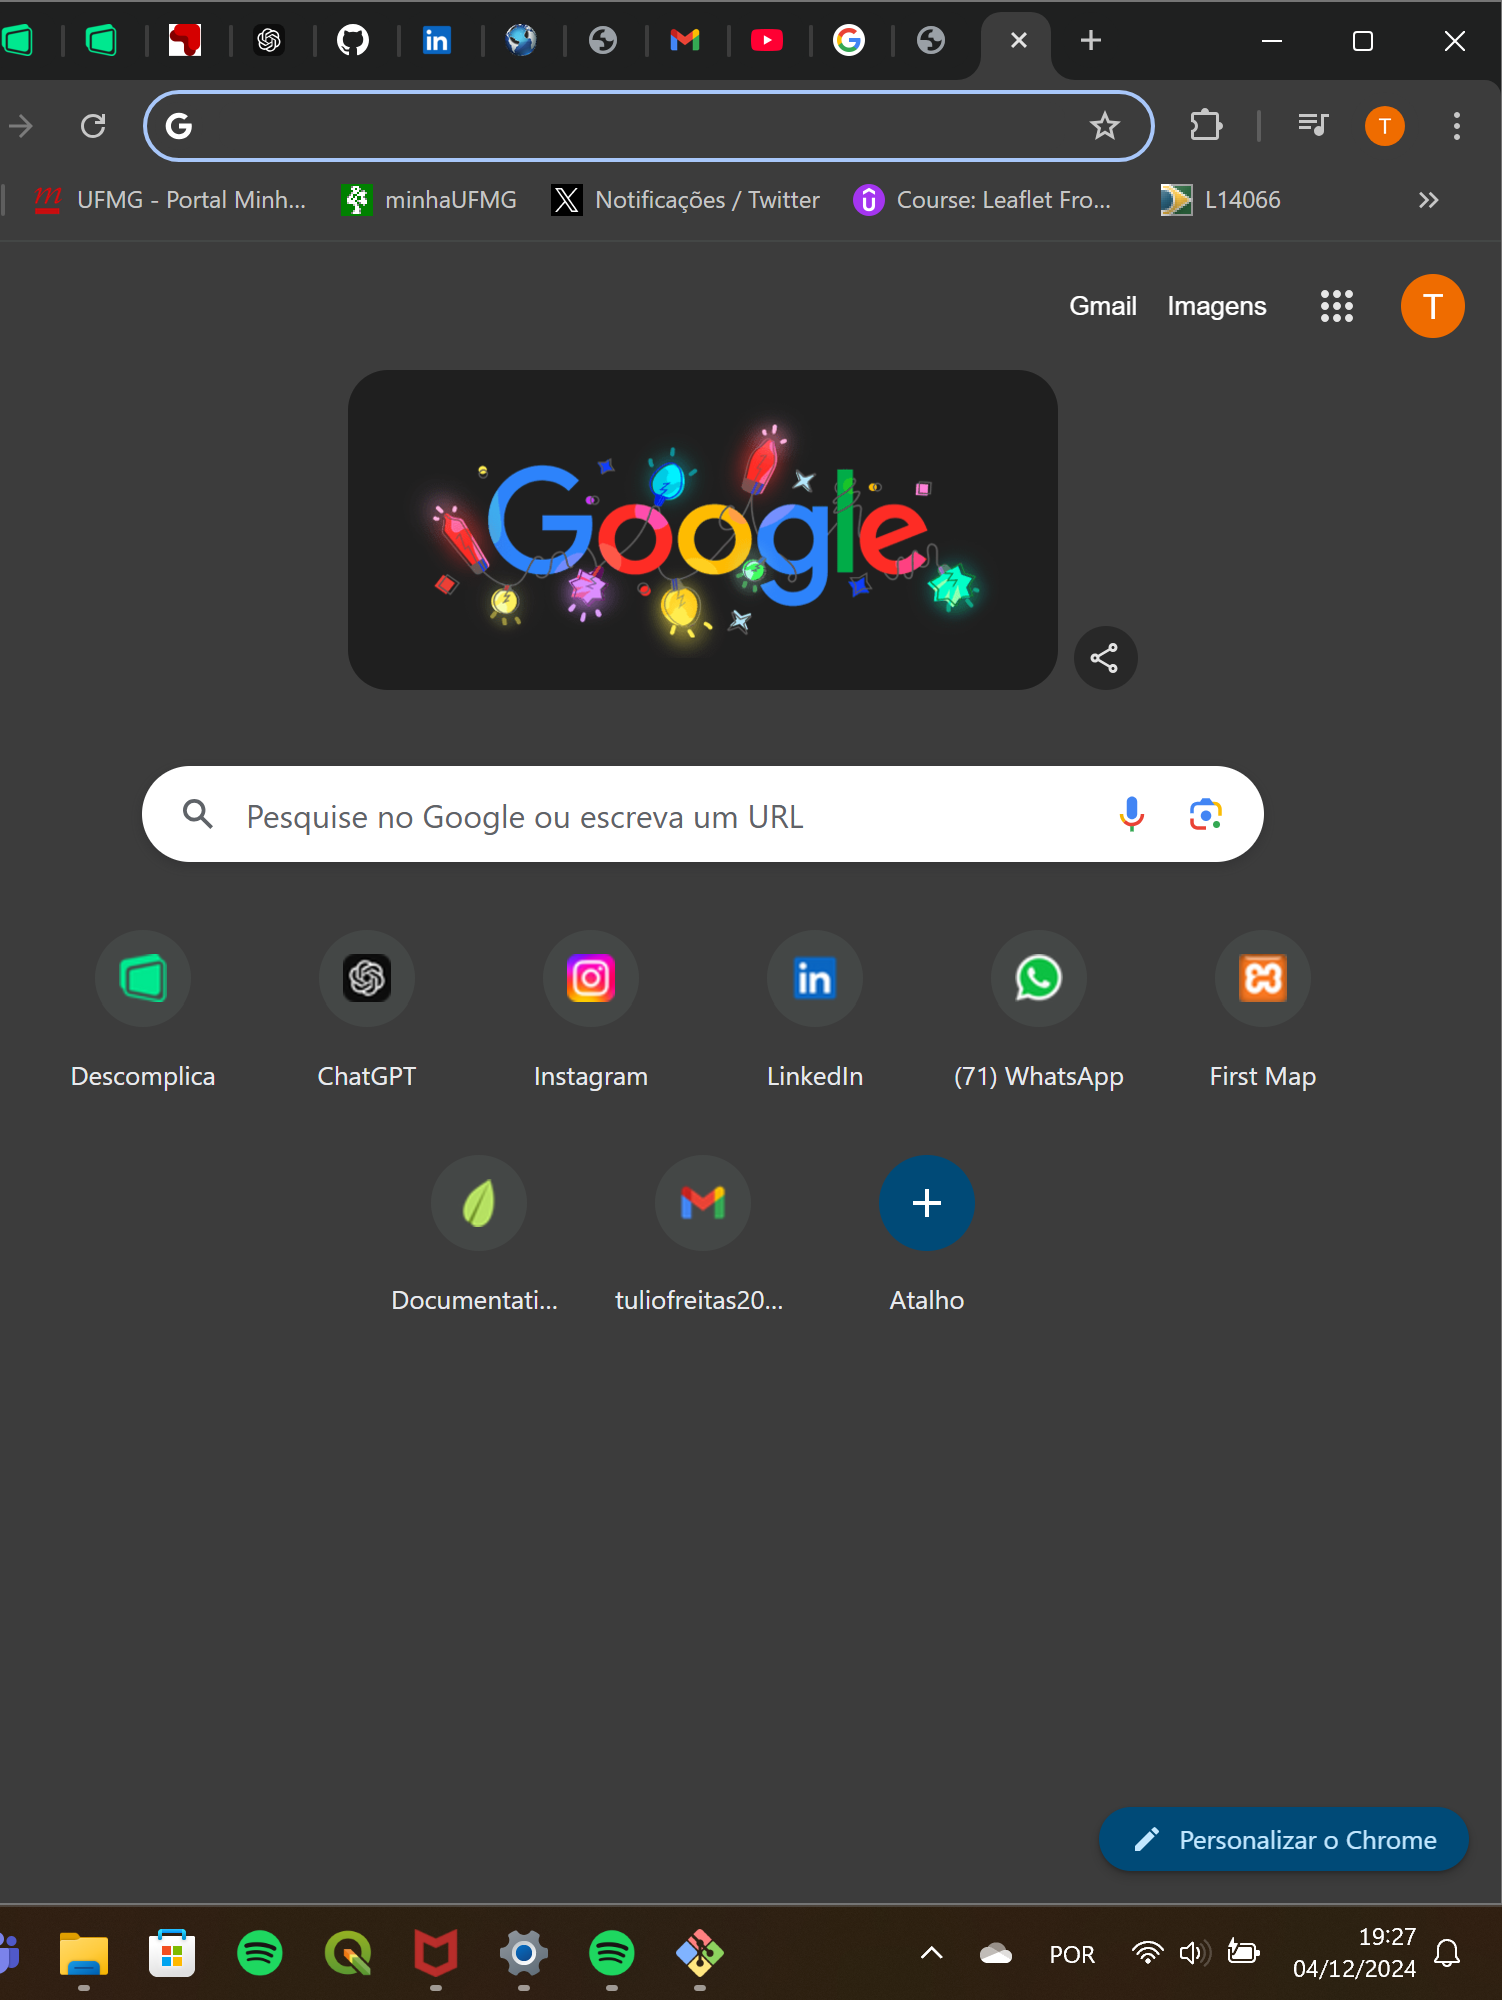 UFMG - Portal Minh...
minhaUFMG
Notificações / Twitter
Course: Leaflet Fro...
L14066
T
Gmail
Imagens
T
Google
Pesquise no Google ou escreva um URL
Descomplica
ChatGPT
Instagram
LinkedIn
(71) WhatsApp
First Map
Documentati...
tuliofreitas20...
Atalho
Personalizar o Chrome
POR
19:27
04/12/2024